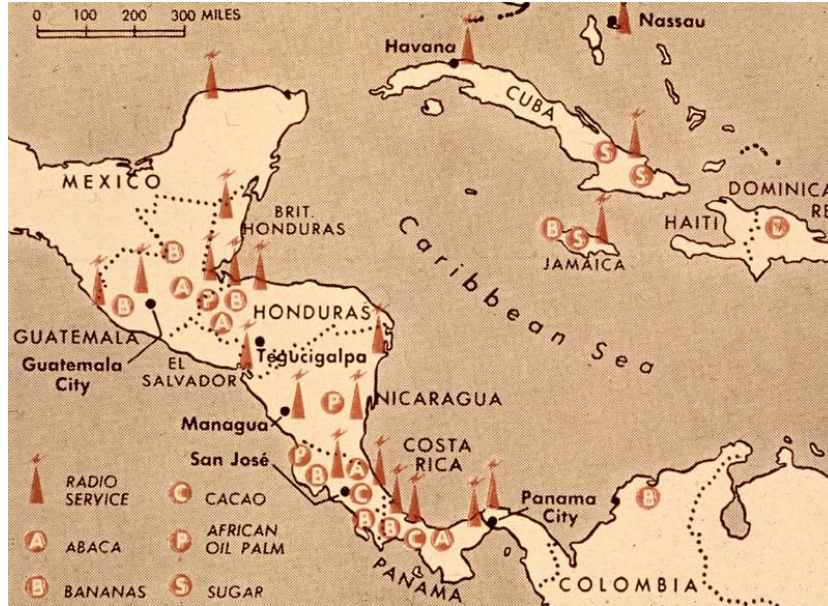 0 100 200 300 MILES
Nassau
Havana
CUBA
S
S
MEXICO
BRIT.
HONDURAS
DOMINICA
RE
HAITI
B
S
JAMAICA
Caribbean Sea
B
A
B
P
B
A
HONDURAS
GUATEMALA
Guatemala
City
EL
SALVADOR
Tegucigalpa
P
NICARAGUA
Managua
COSTA
RICA
San José
P
B
A
C
B
B
C
A
Panama
City
B
PANAMA
COLOMBIA
RADIO
SERVICE
C CACAO
A ABACA
P AFRICAN
OIL PALM
B BANANAS
S SUGAR